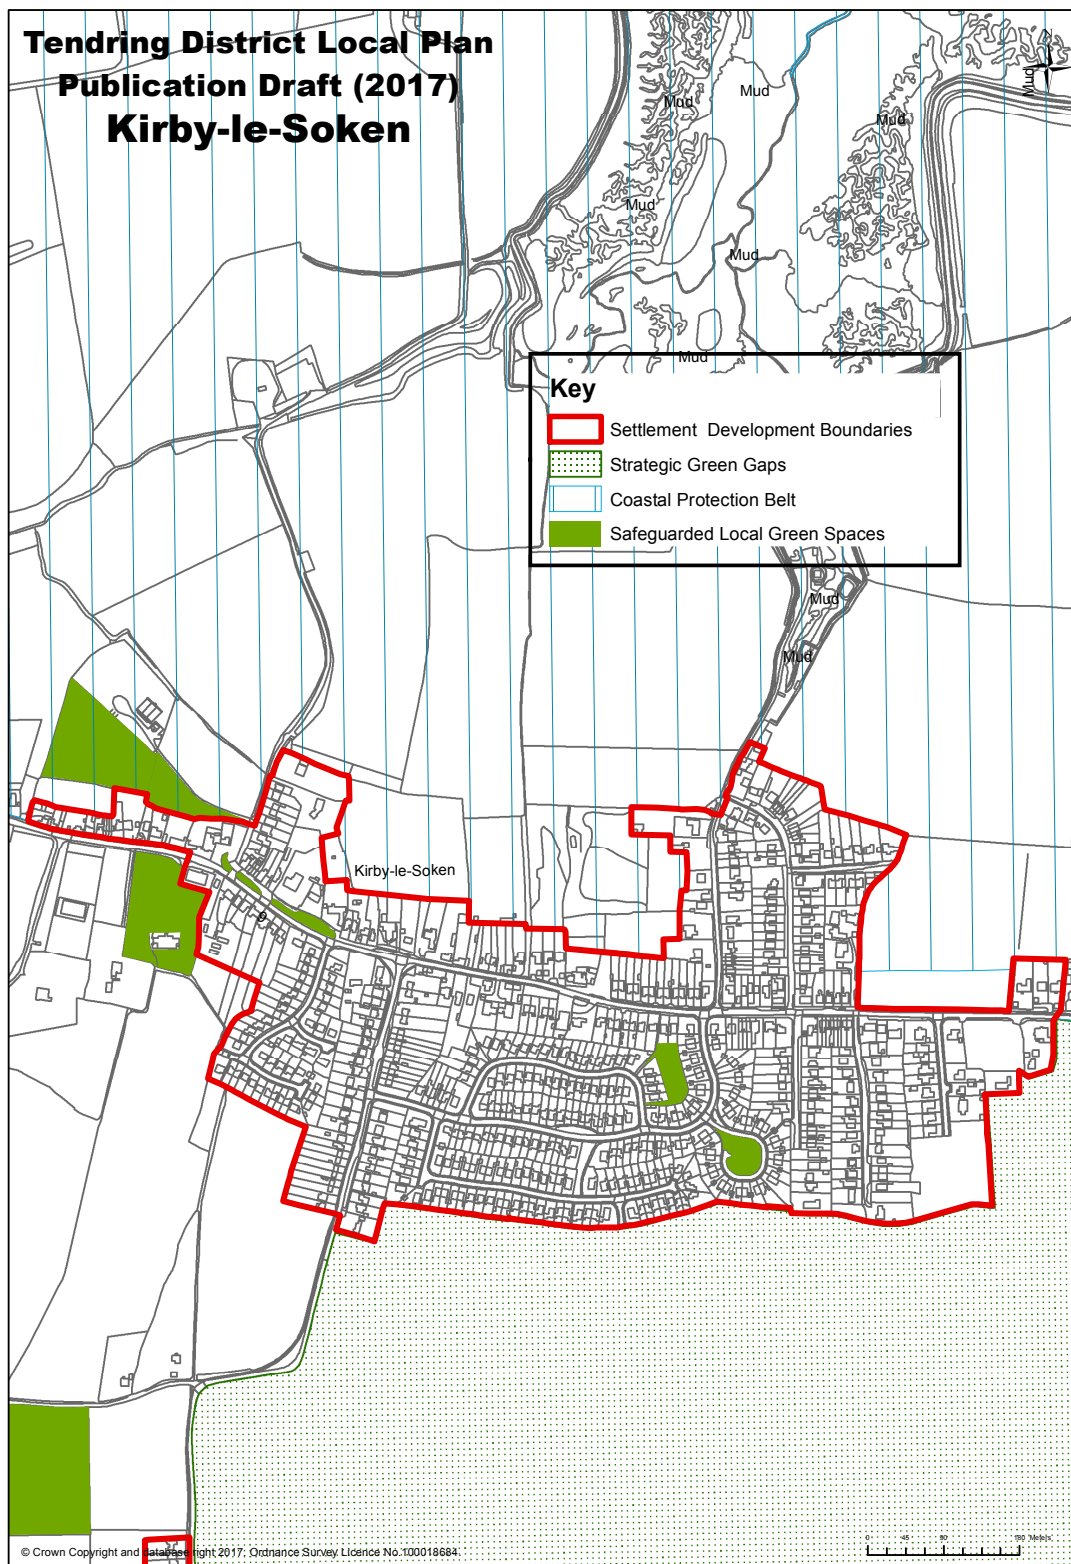 Tendring District Local Plan
Publication Draft (2017)
Kirby-le-Soken
N
Mud
Mud
Mud
Mud
Mud
Mud
Mud
Key
Settlement Development Boundaries
Strategic Green Gaps
Coastal Protection Belt
Safeguarded Local Green Spaces
Mud
Mud
Kirby-le-Soken
0 45 90 180 Meters
© Crown Copyright and database right 2017. Ordnance Survey Licence No.100018684.